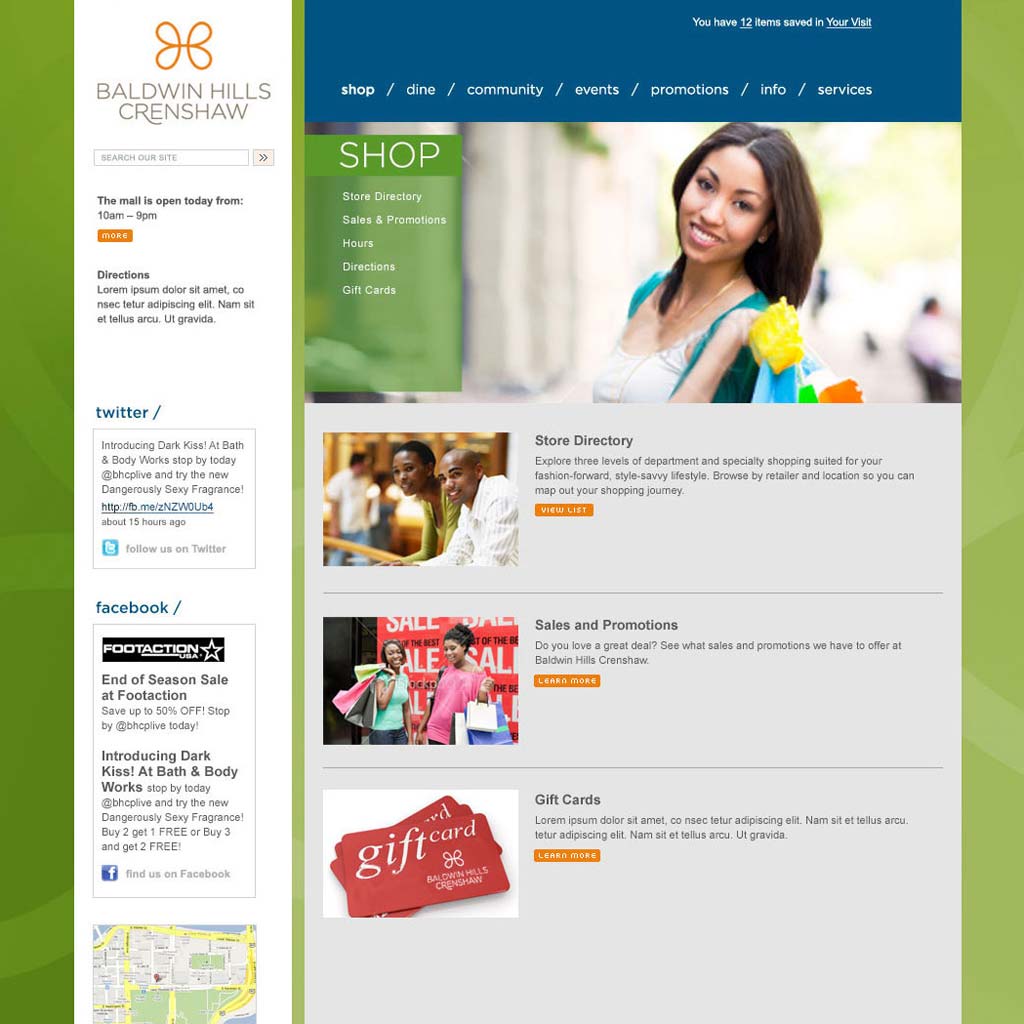 BALDWIN HILLS
CRENSHAW
SEARCH OUR SITE
The mall is open today from:
10am – 9pm
MORE
Directions
Lorem ipsum dolor sit amet, co
nsec tetur adipiscing elit. Nam sit
et tellus arcu. Ut gravida.
twitter /
Introducing Dark Kiss! At Bath
& Body Works stop by today
@bhcplive and try the new
Dangerously Sexy Fragrance!
http://fb.me/zNZW0Ub4
about 15 hours ago
follow us on Twitter
facebook /
FOOTACTION
USA
End of Season Sale
at Footaction
Save up to 50% OFF! Stop
by @bhcplive today!
Introducing Dark
Kiss! At Bath & Body
Works stop by today
@bhcplive and try the new
Dangerously Sexy Fragrance!
Buy 2 get 1 FREE or Buy 3
and get 2 FREE!
find us on Facebook
You have 12 items saved in Your Visit
shop / dine / community / events / promotions / info / services
SHOP
Store Directory
Sales & Promotions
Hours
Directions
Gift Cards
Store Directory
Explore three levels of department and specialty shopping suited for your
fashion-forward, style-savvy lifestyle. Browse by retailer and location so you can
map out your shopping journey.
VIEW LIST
SALE SALE
OF THE BEST
ST OF THE BE
SALE
Sales and Promotions
Do you love a great deal? See what sales and promotions we have to offer at
Baldwin Hills Crenshaw.
LEARN MORE
gift card
giftcard
BALDWIN HILLS
CRENSHAW
Gift Cards
Lorem ipsum dolor sit amet, co nsec tetur adipiscing elit. Nam sit et tellus arcu.
tetur adipiscing elit. Nam sit et tellus arcu. Ut gravida.
LEARN MORE